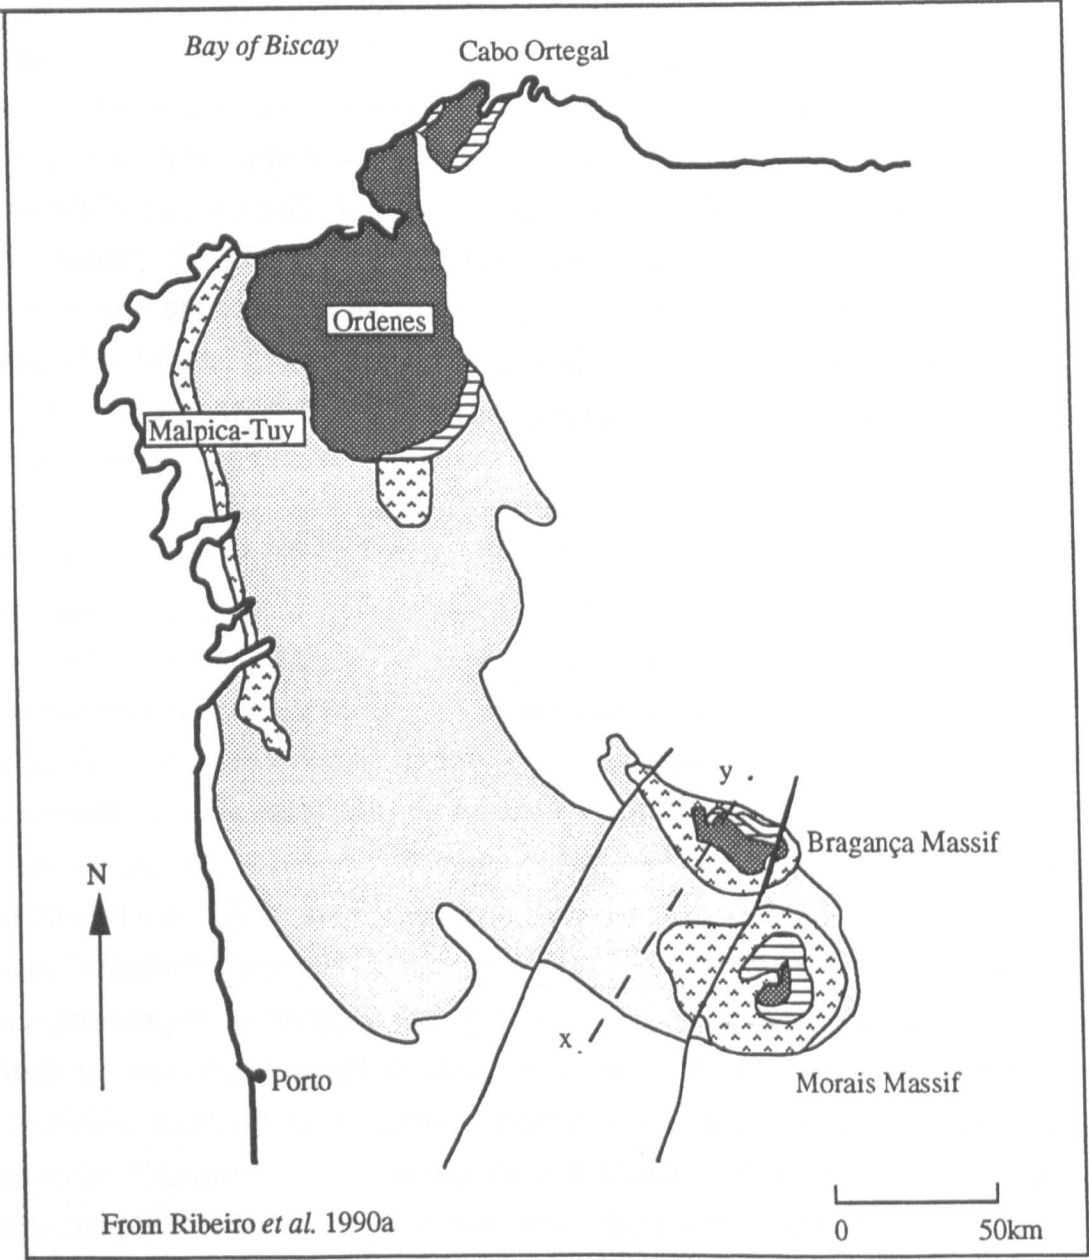 Bay of Biscay
Cabo Ortegal
Ordenes
Malpica-Tuy
y .
Bragança Massif
N
x .
Porto
Morais Massif
From Ribeiro et al. 1990a
0 50km